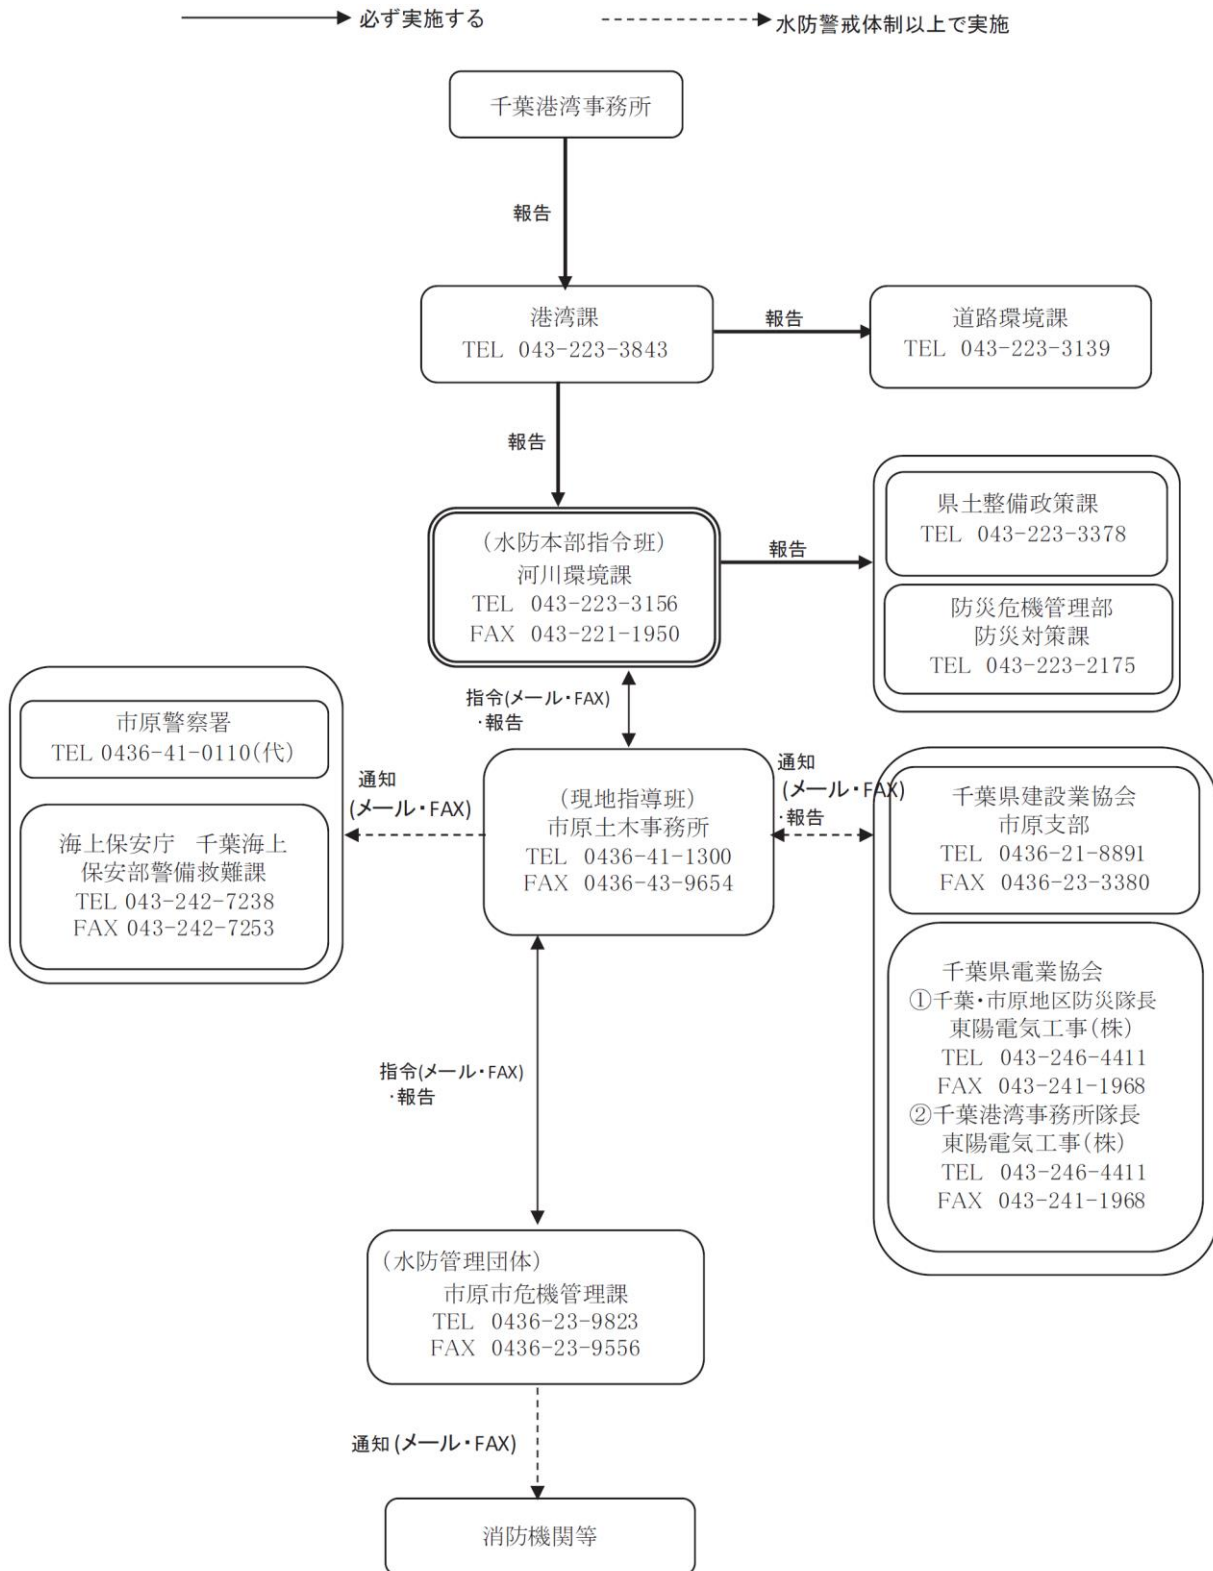 必ず実施する
水防警戒体制以上で実施
千葉港湾事務所
報告
港湾課
TEL 043-223-3843
報告
道路環境課
TEL 043-223-3139
報告
(水防本部指令班)
河川環境課
TEL 043-223-3156
FAX 043-221-1950
報告
県土整備政策課
TEL 043-223-3378
防災危機管理部
防災対策課
TEL 043-223-2175
指令(メール・FAX)
・報告
市原警察署
TEL 0436-41-0110(代)
海上保安庁 千葉海上
保安部警備救難課
TEL 043-242-7238
FAX 043-242-7253
通知
(メール・FAX)
(現地指導班)
市原土木事務所
TEL 0436-41-1300
FAX 0436-43-9654
通知
(メール・FAX)
・報告
千葉県建設業協会
市原支部
TEL 0436-21-8891
FAX 0436-23-3380
千葉県電業協会
①千葉・市原地区防災隊長
東陽電気工事(株)
TEL 043-246-4411
FAX 043-241-1968
②千葉港湾事務所隊長
東陽電気工事(株)
TEL 043-246-4411
FAX 043-241-1968
指令(メール・FAX)
・報告
(水防管理団体)
市原市危機管理課
TEL 0436-23-9823
FAX 0436-23-9556
通知(メール・FAX)
消防機関等